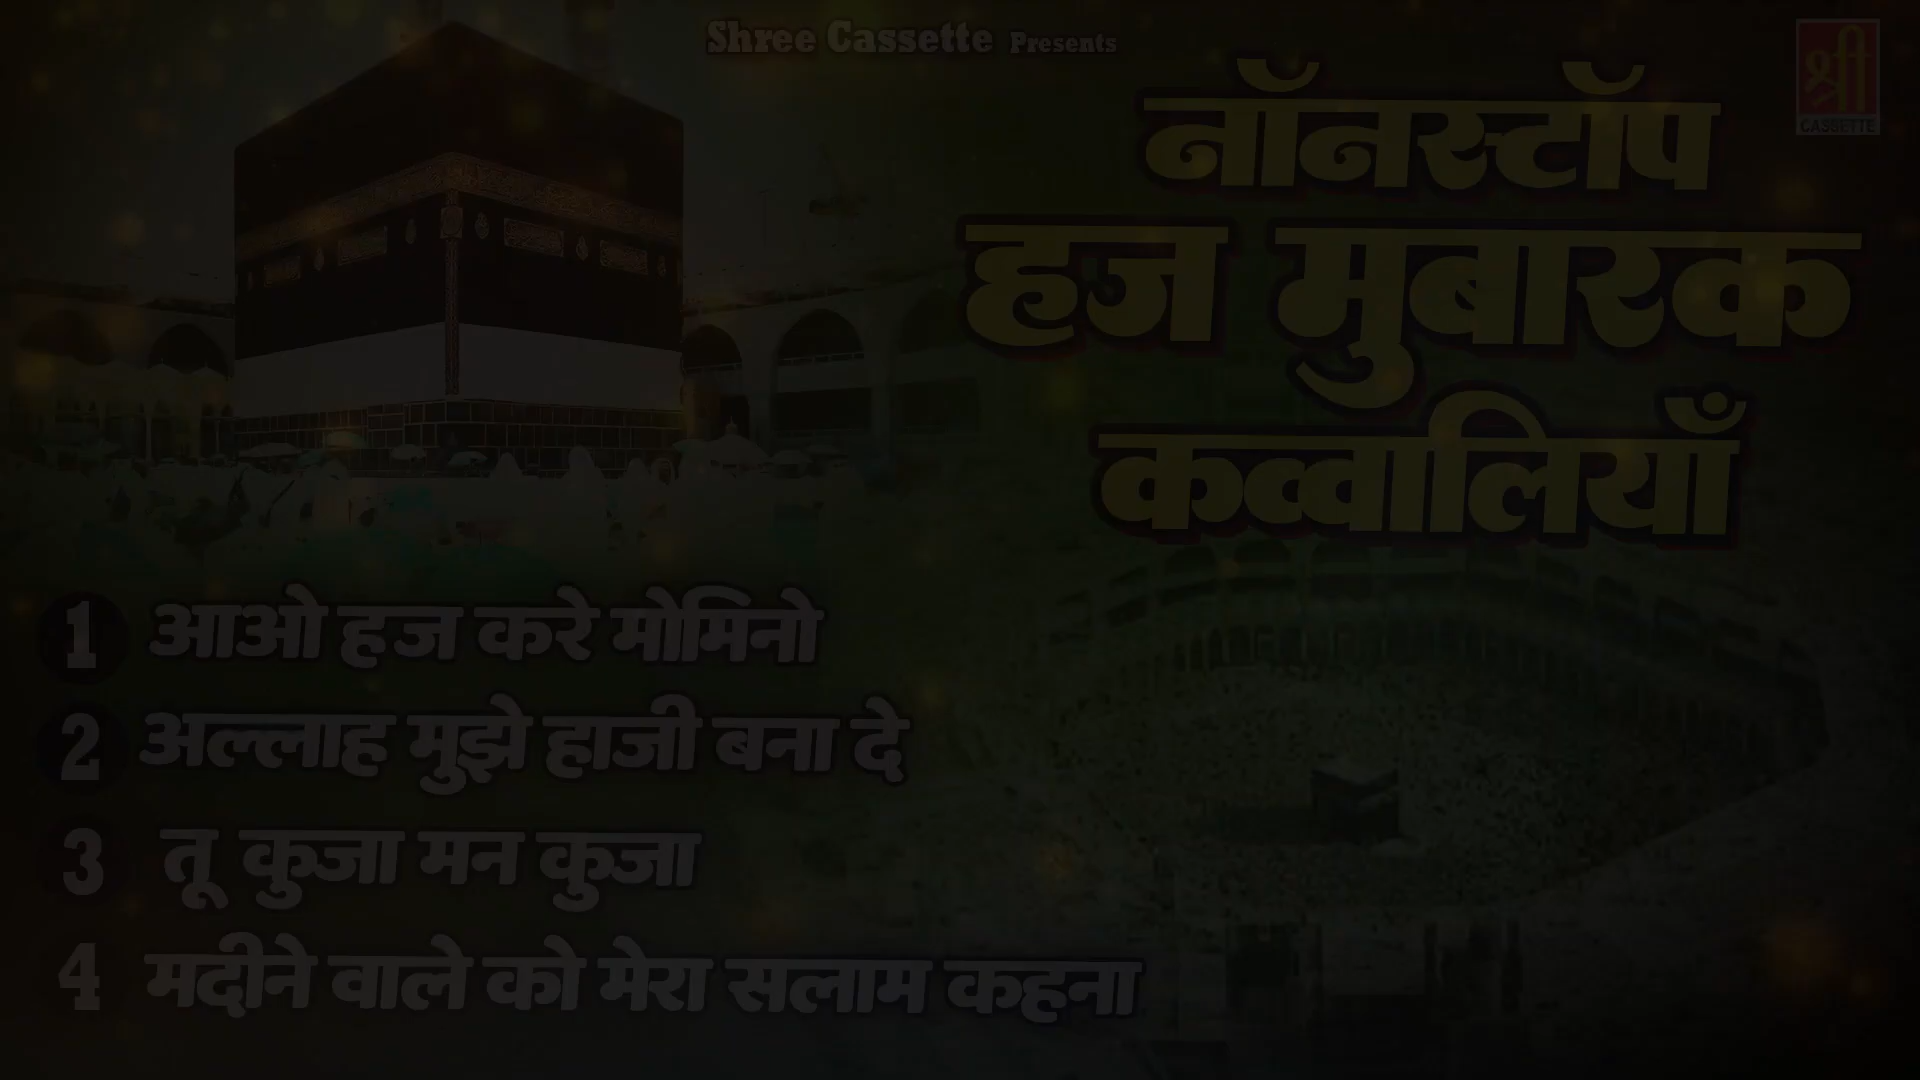 Shree Cassette Presents
श्री
CASSETTE
नॉनस्टॉप
हज मुबारक
कव्वालियाँ
1 आओ हज करे मोमिनो
2 अल्लाह मुझे हाजी बना दे
3 तू कुजा मन कुजा
4 मदीने वाले को मेरा सलाम कहना